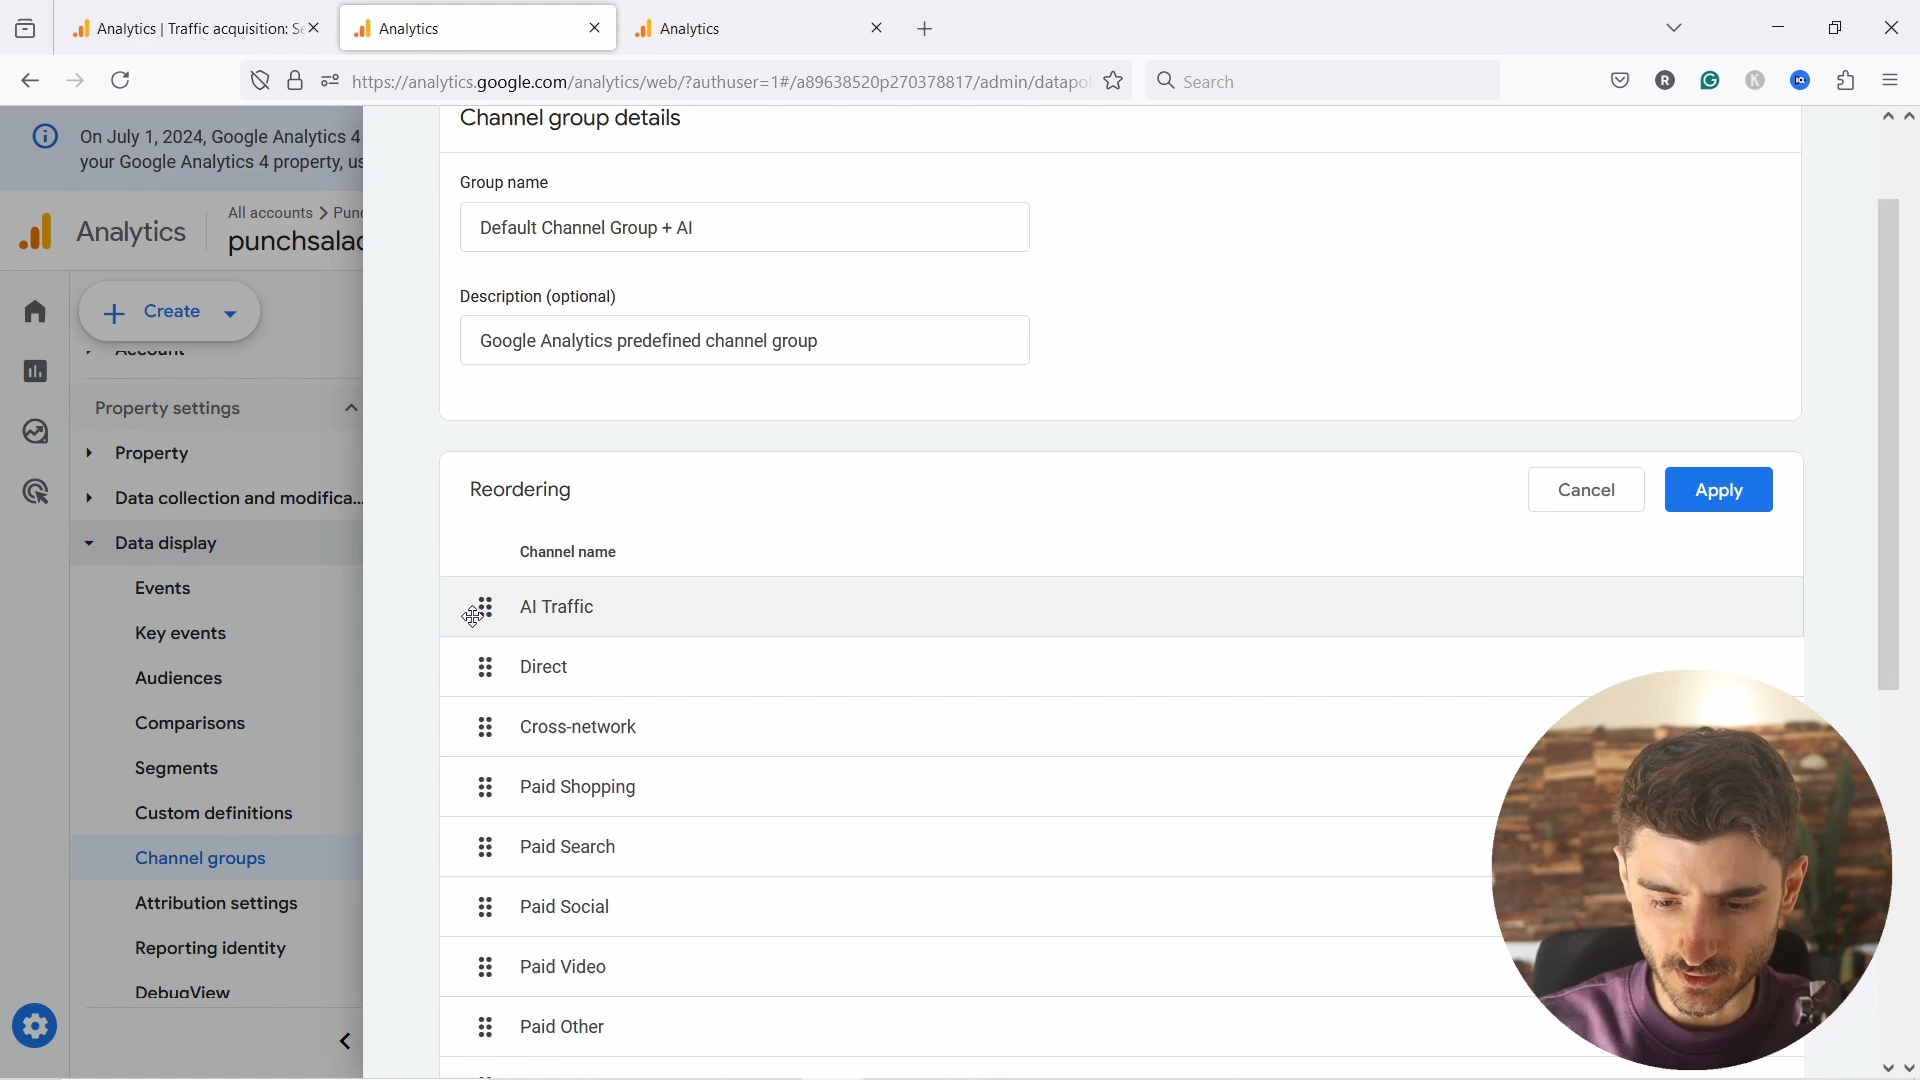 Analytics | Traffic acquisition: Se
Analytics
Analytics
https://analytics.google.com/analytics/web/?authuser=1#/a89638520p270378817/admin/datapol
Search
On July 1, 2024, Google Analytics 4
your Google Analytics 4 property, us
Analytics
All accounts > Punc
punchsalad
Create
Account
Property settings
Property
Data collection and modifica...
Data display
Events
Key events
Audiences
Comparisons
Segments
Custom definitions
Channel groups
Attribution settings
Reporting identity
DebugView
Channel group details
Group name
Default Channel Group + AI
Description (optional)
Google Analytics predefined channel group
Reordering
Cancel
Apply
Channel name
AI Traffic
Direct
Cross-network
Paid Shopping
Paid Search
Paid Social
Paid Video
Paid Other